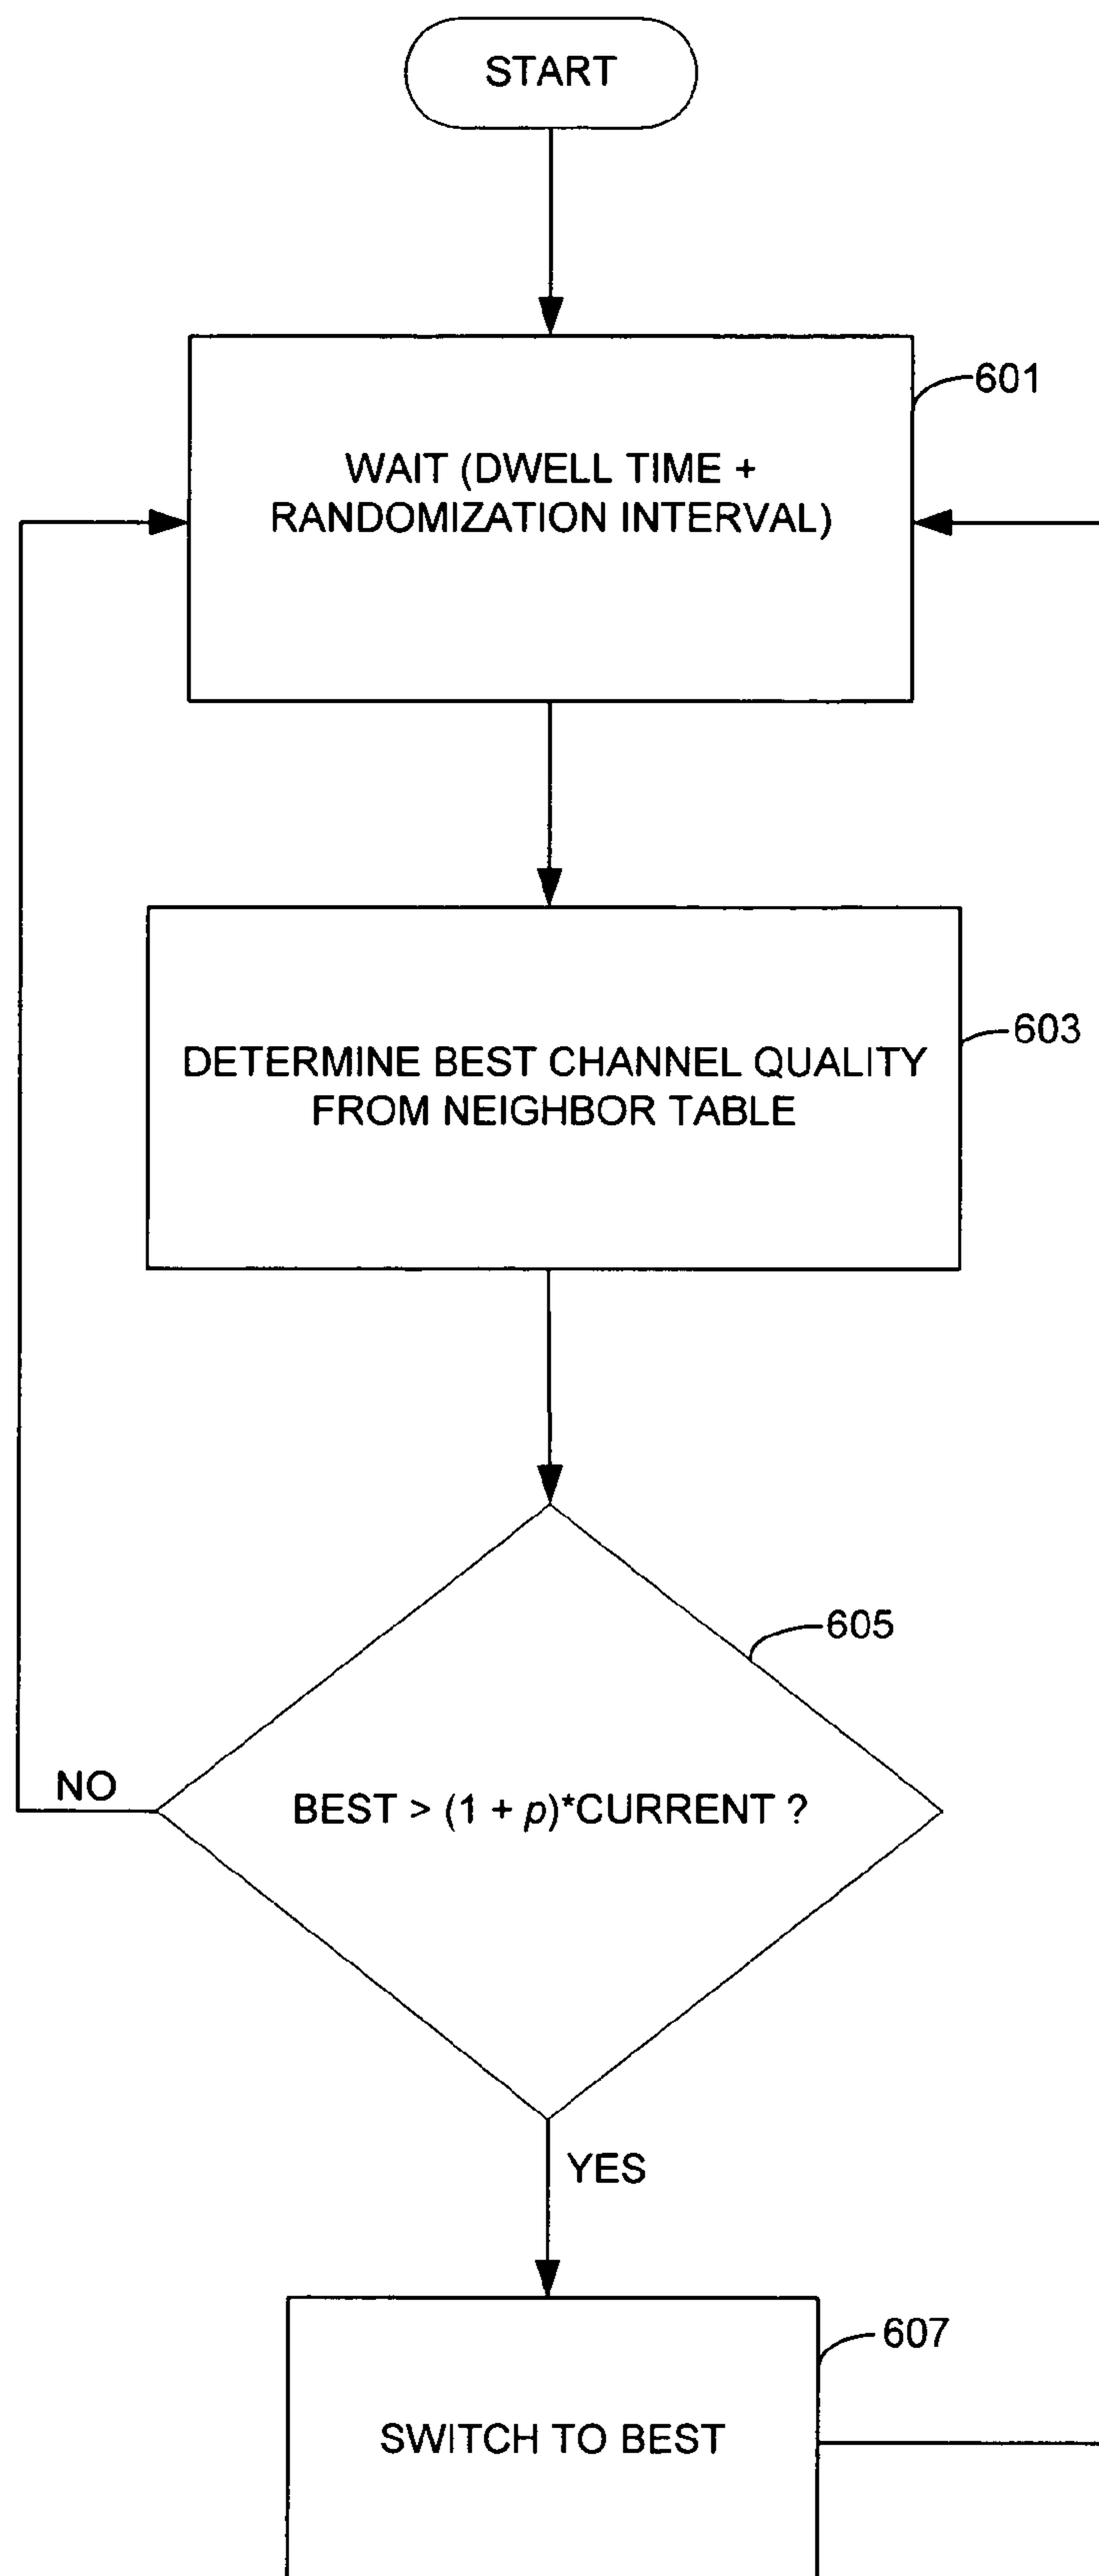 START
601
WAIT (DWELL TIME +
RANDOMIZATION INTERVAL)
603
DETERMINE BEST CHANNEL QUALITY
FROM NEIGHBOR TABLE
605
NO
BEST > (1 + p)*CURRENT ?
YES
607
SWITCH TO BEST